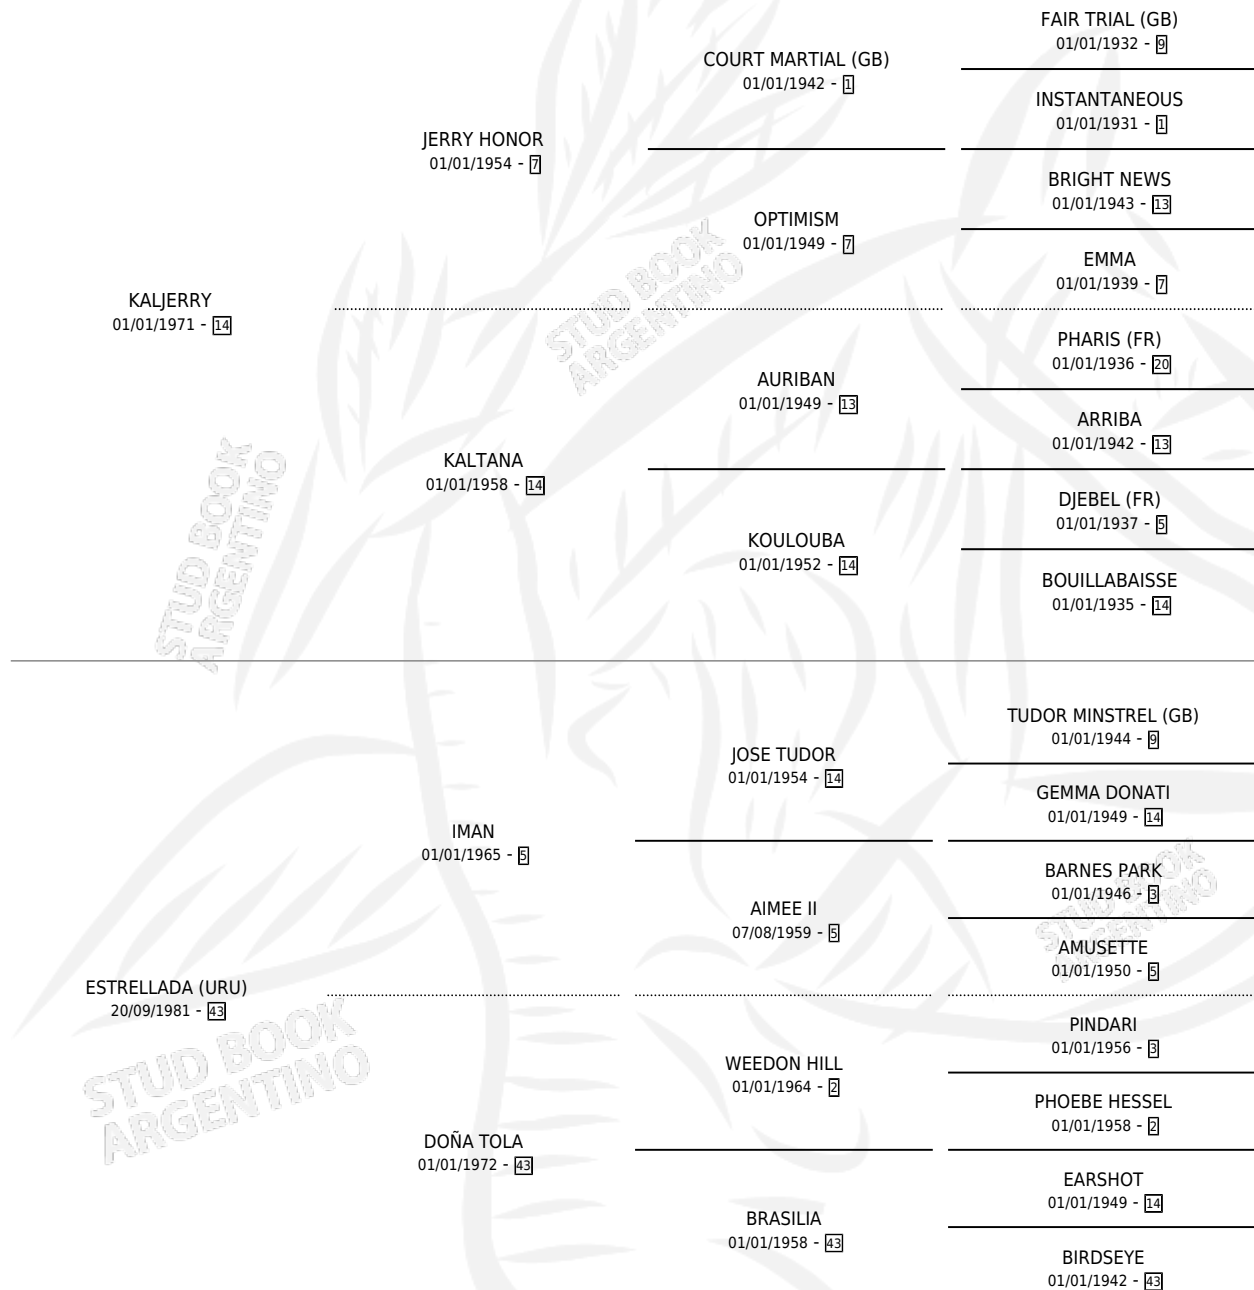 FAIR TRIAL (GB)
01/01/1932 - 9
COURT MARTIAL (GB)
01/01/1942 - 1
INSTANTANEOUS
01/01/1931 - 1
JERRY HONOR
01/01/1954 - 7
BRIGHT NEWS
01/01/1943 - 13
OPTIMISM
01/01/1949 - 7
EMMA
01/01/1939 - 7
KALJERRY
01/01/1971 - 14
PHARIS (FR)
01/01/1936 - 20
AURIBAN
01/01/1949 - 13
ARRIBA
01/01/1942 - 13
KALTANA
01/01/1958 - 14
DJEBEL (FR)
01/01/1937 - 5
KOULOUBA
01/01/1952 - 14
BOUILLABAISSE
01/01/1935 - 14
TUDOR MINSTREL (GB)
01/01/1944 - 9
JOSE TUDOR
01/01/1954 - 14
GEMMA DONATI
01/01/1949 - 14
IMAN
01/01/1965 - 5
BARNES PARK
01/01/1946 - 3
AIMEE II
07/08/1959 - 5
AMUSETTE
01/01/1950 - 5
ESTRELLADA (URU)
20/09/1981 - 43
PINDARI
01/01/1956 - 3
WEEDON HILL
01/01/1964 - 2
PHOEBE HESSEL
01/01/1958 - 2
DOÑA TOLA
01/01/1972 - 43
EARSHOT
01/01/1949 - 14
BRASILIA
01/01/1958 - 43
BIRDSEYE
01/01/1942 - 43
STUD BOOK
ARGENTINO
STUD BOOK
ARGENTINO
STUD BOOK
ARGENTINO
STUD BOOK
ARGENTINO